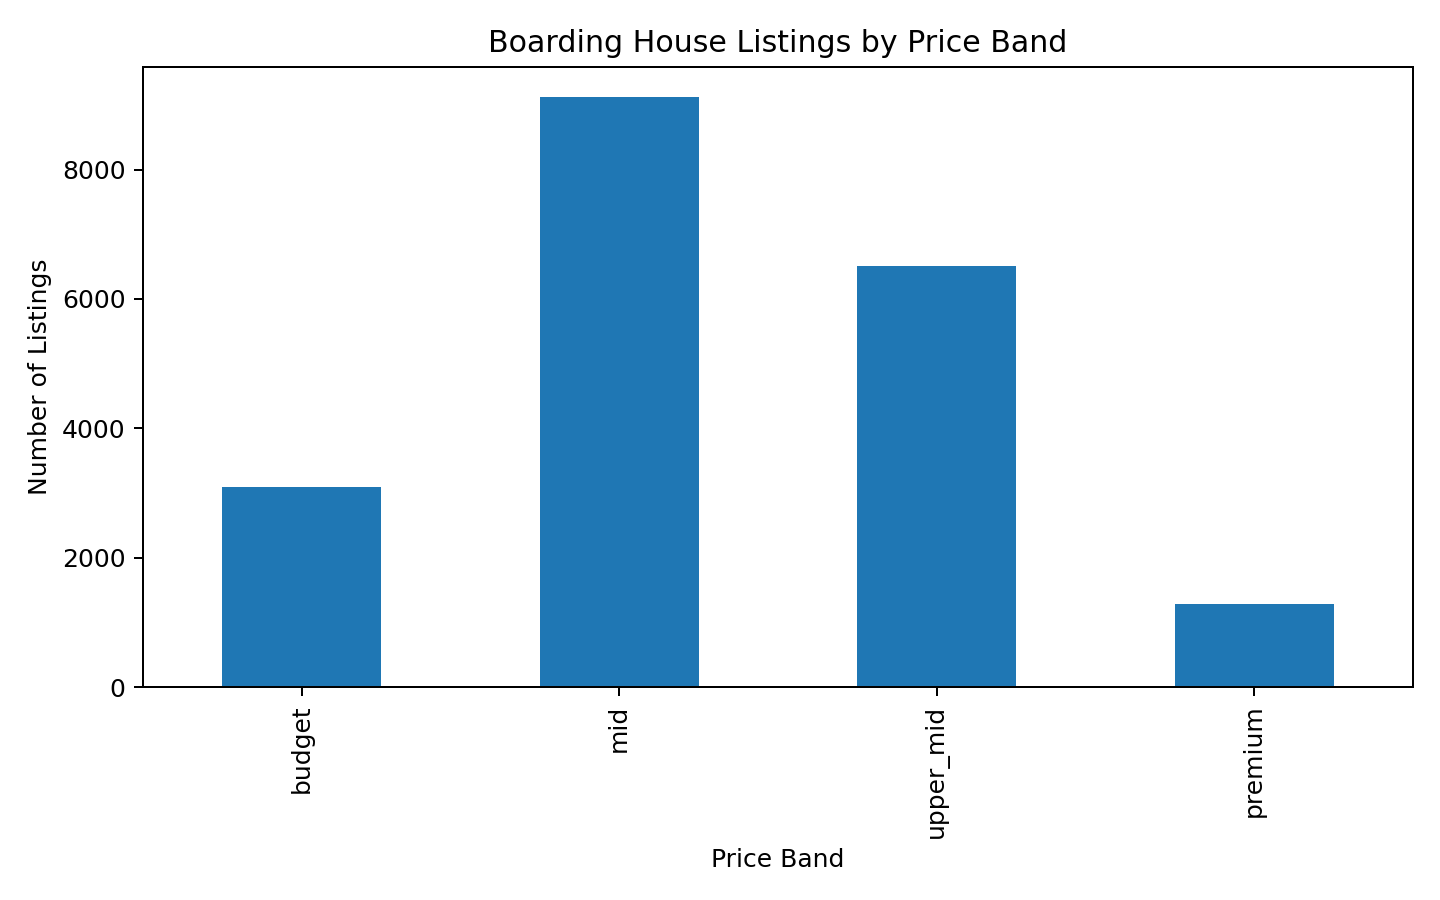 Boarding House Listings by Price Band
Number of Listings
8000
6000
4000
2000
0
budget
mid
upper_mid
premium
Price Band